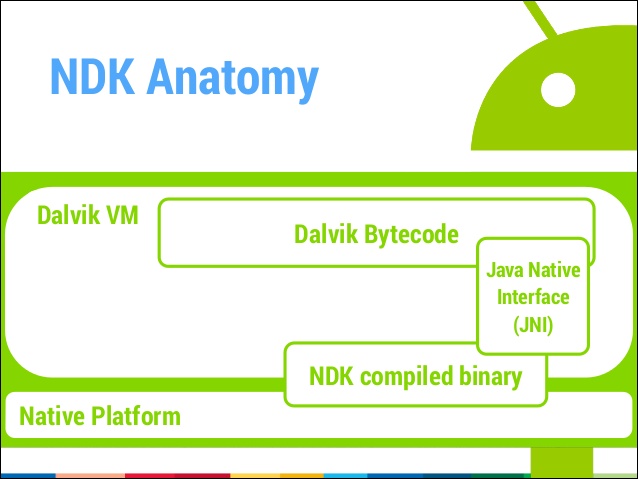 NDK Anatomy
Dalvik VM
Dalvik Bytecode
Java Native
Interface
(JNI)
NDK compiled binary
Native Platform